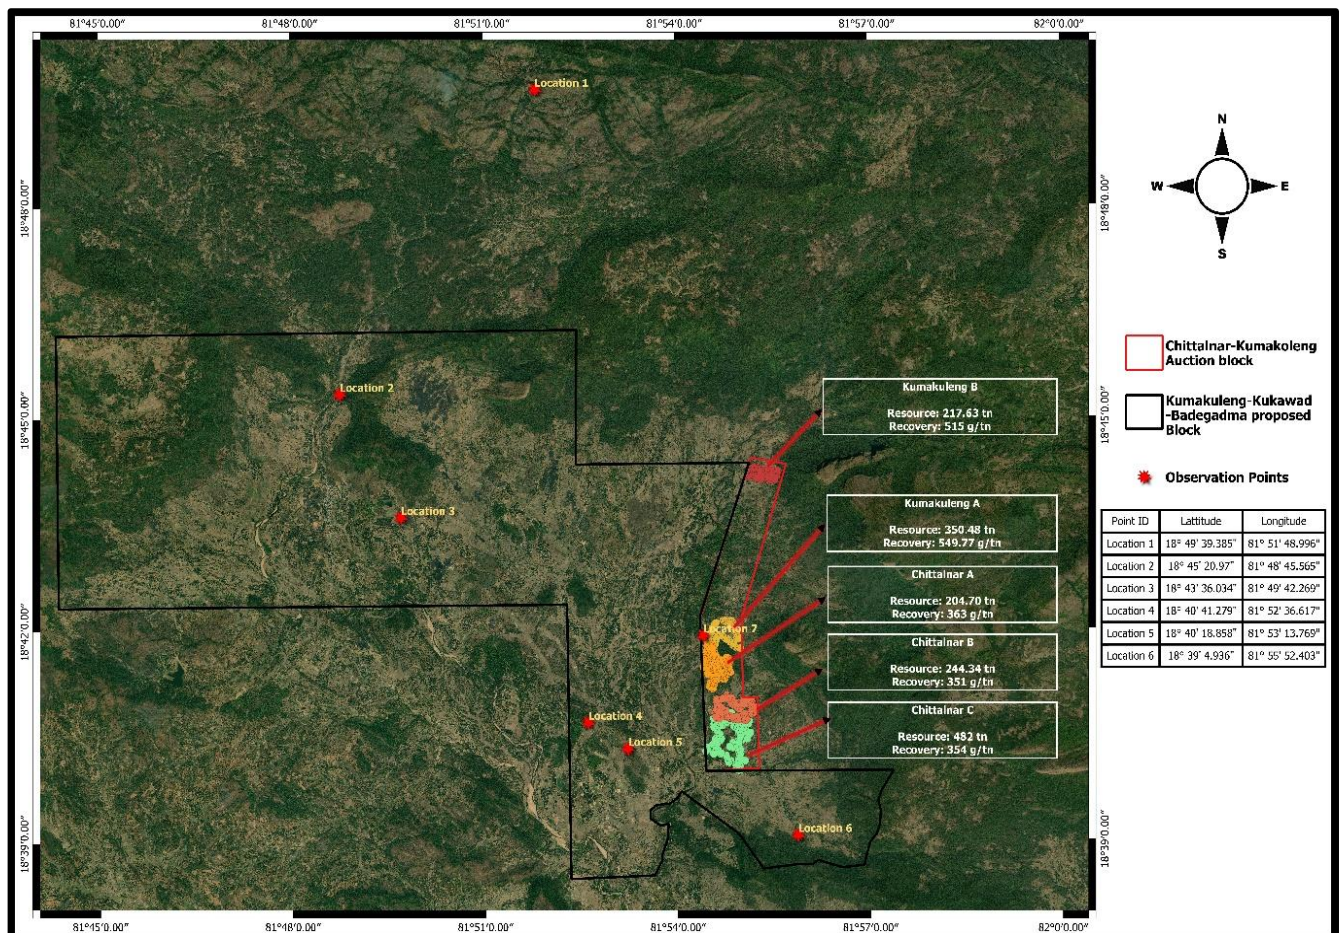 81°45'0.00"
81°48'0.00"
81°51'0.00"
81°54'0.00"
81°57'0.00"
82°0'0.00"
Location 1
N
W
E
S
18°48'0.00"
18°48'0.00"
Chittalnar-Kumakoleng
Auction block
Kumakuleng-Kukawad
-Badegadma proposed
Block
Observation Points
Location 2
Kumakuleng B
Resource: 217.63 tn
Recovery: 515 g/tn
18°45'0.00"
18°45'0.00"
Location 3
Kumakuleng A
Resource: 350.48 tn
Recovery: 549.77 g/tn
Chittalnar A
Resource: 204.70 tn
Recovery: 363 g/tn
Chittalnar B
Resource: 244.34 tn
Recovery: 351 g/tn
Chittalnar C
Resource: 482 tn
Recovery: 354 g/tn
Point ID Lattitude Longitude
Location 1 18° 49' 39.385" 81° 51' 48.996"
Location 2 18° 45' 20.97" 81° 48' 45.565"
Location 3 18° 43' 36.034" 81° 49' 42.269"
Location 4 18° 40' 41.279" 81° 52' 36.617"
Location 5 18° 40' 18.858" 81° 53' 13.769"
Location 6 18° 39' 4.936" 81° 55' 52.403"
18°42'0.00"
Location 7
Location 4
Location 5
Location 6
18°39'0.00"
18°39'0.00"
81°45'0.00"
81°48'0.00"
81°51'0.00"
81°54'0.00"
81°57'0.00"
82°0'0.00"